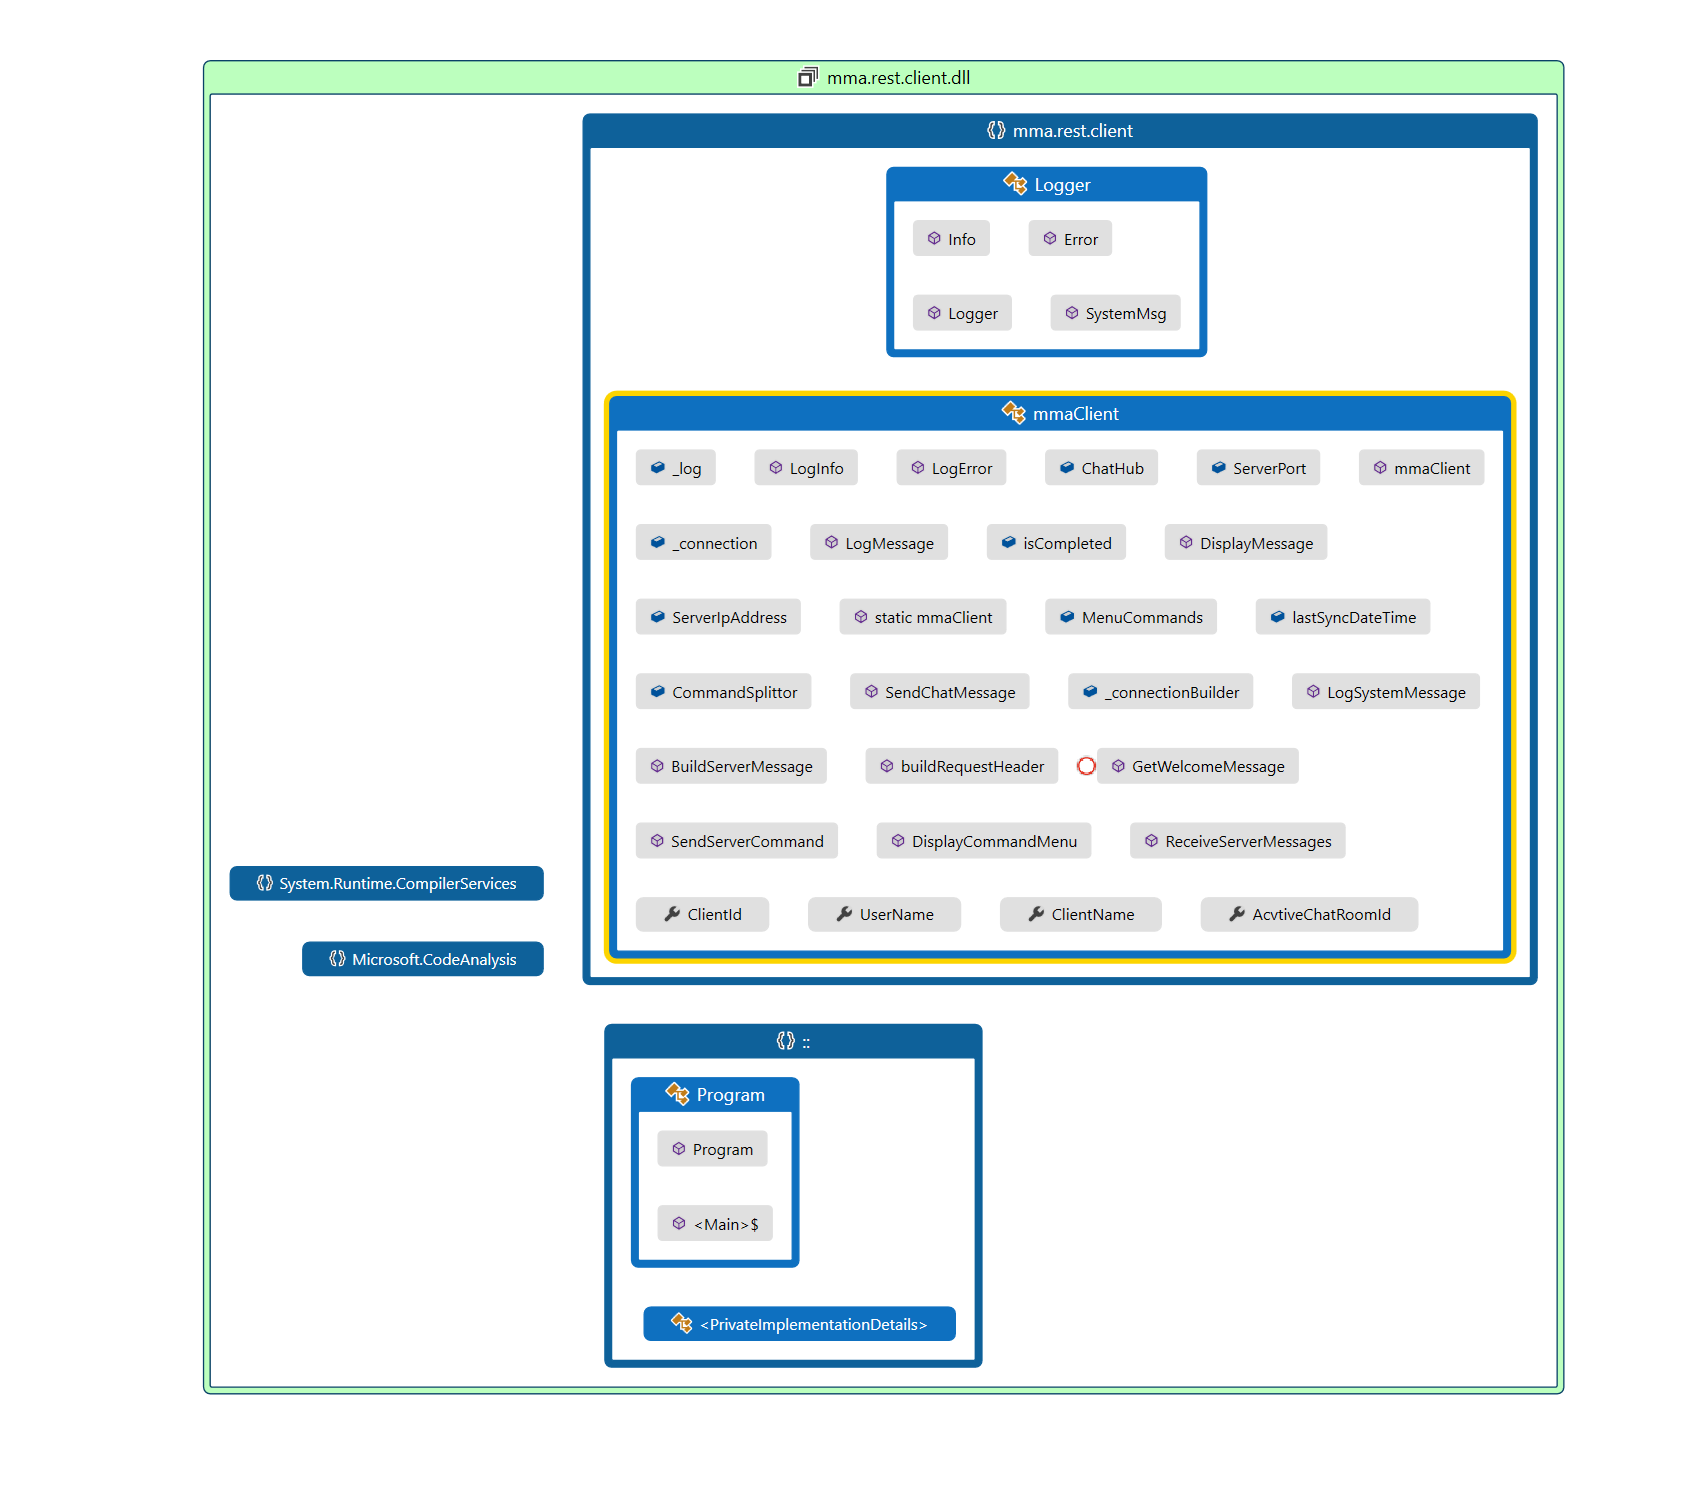 mma.rest.client.dll
mma.rest.client
Logger
Info Error
Logger SystemMsg
mmaClient
_log LogInfo LogError ChatHub ServerPort mmaClient
_connection LogMessage isCompleted DisplayMessage
ServerIpAddress static mmaClient MenuCommands lastSyncDateTime
CommandSplittor SendChatMessage _connectionBuilder LogSystemMessage
BuildServerMessage buildRequestHeader GetWelcomeMessage
SendServerCommand DisplayCommandMenu ReceiveServerMessages
ClientId UserName ClientName AcvtiveChatRoomId
System.Runtime.CompilerServices
Microsoft.CodeAnalysis
::
Program
Program
<Main>$
<PrivateImplementationDetails>